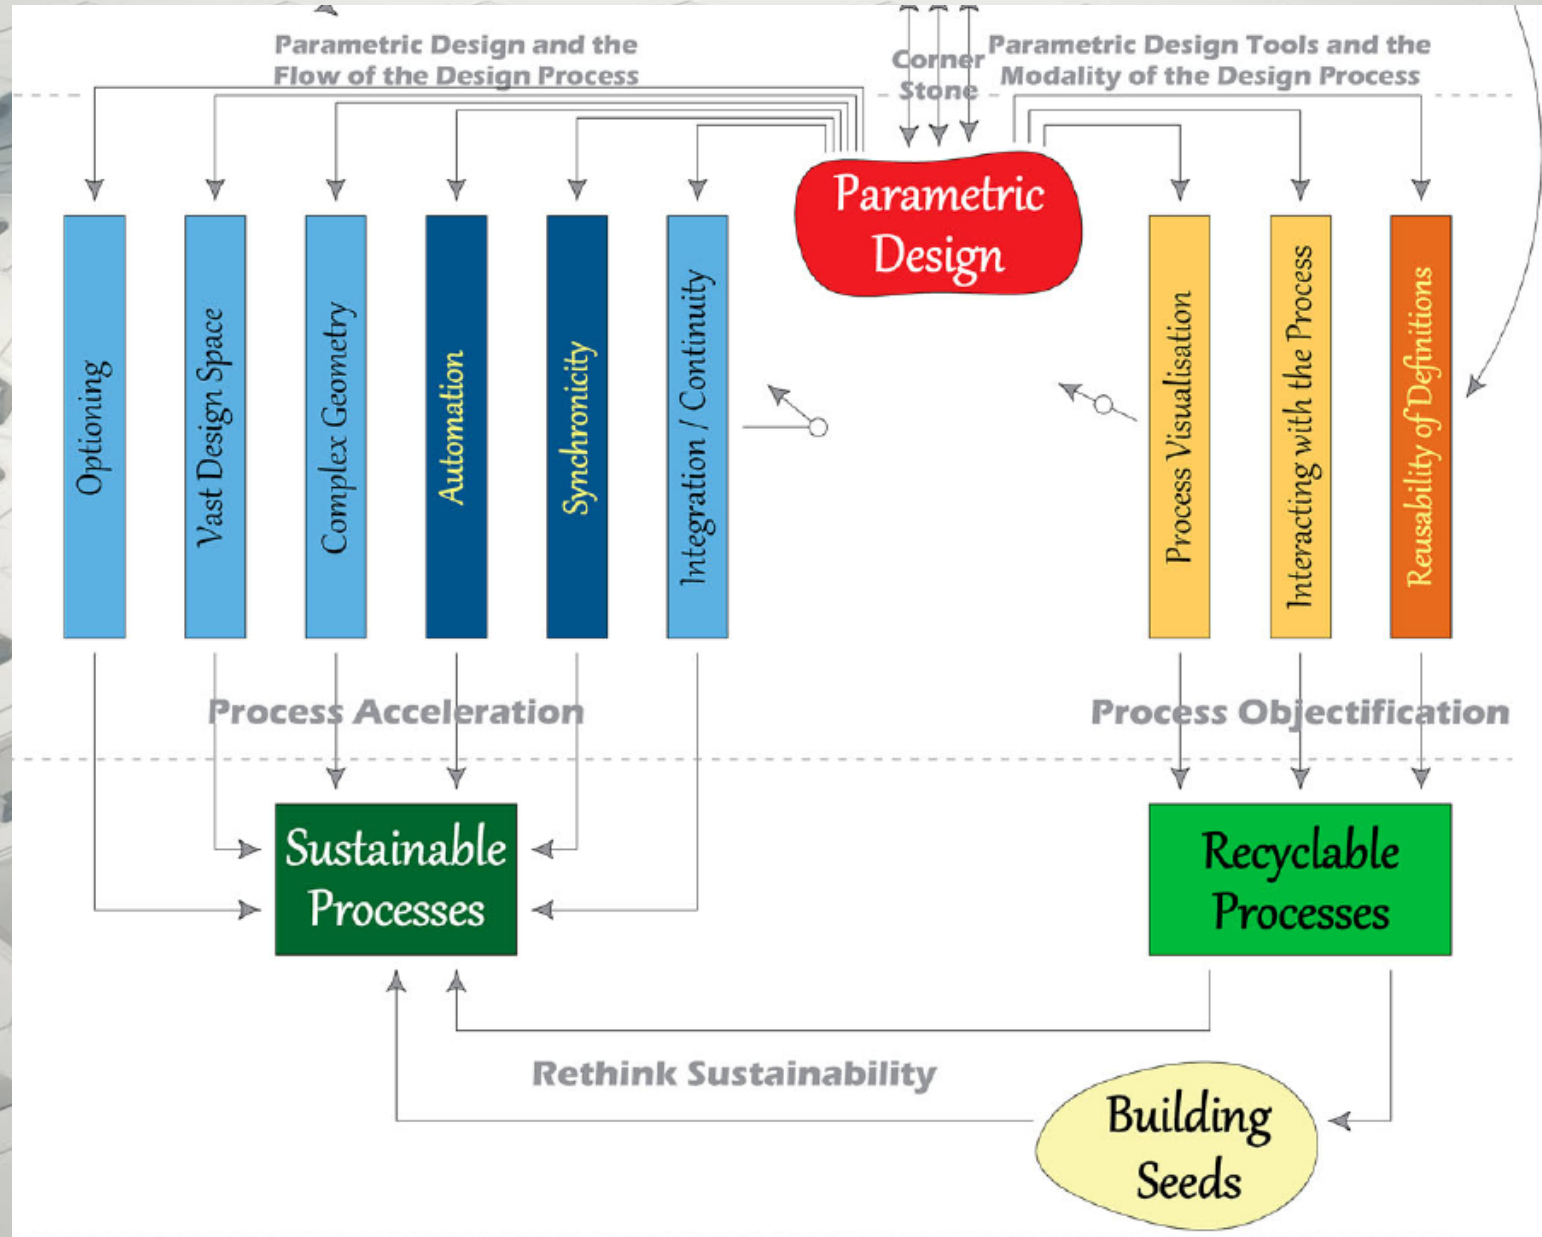 Parametric Design and the
Flow of the Design Process
Corner
Stone
Parametric Design Tools and the
Modality of the Design Process
Parametric
Design
Optioning
Vast Design Space
Complex Geometry
Automation
Synchronicity
Integration / Continuity
Process Visualisation
Interacting with the Process
Reusability of Definitions
Process Acceleration
Process Objectification
Sustainable
Processes
Recyclable
Processes
Rethink Sustainability
Building
Seeds